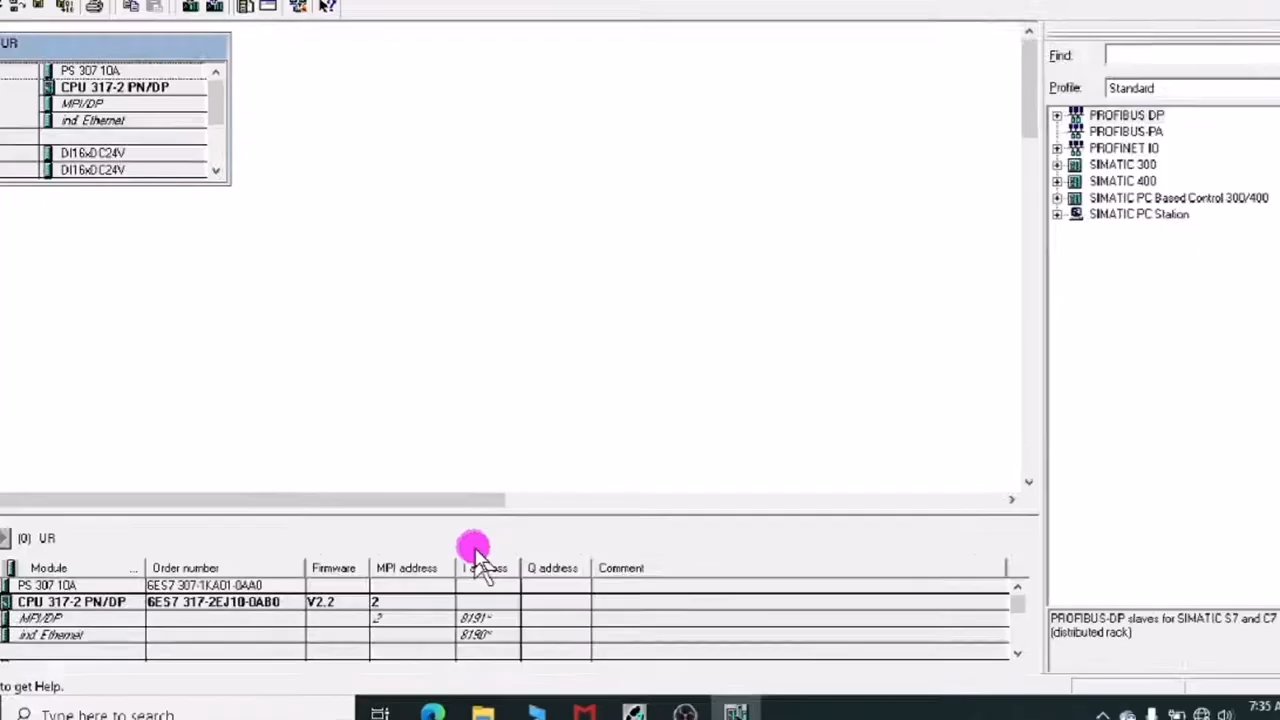 UR
PS 307 10A
CPU 317-2 PN/DP
MPI/DP
ind. Ethernet
DI16xDC24V
DI16xDC24V
Find:
Profile: Standard
PROFIBUS DP
PROFIBUS-PA
PROFINET IO
SIMATIC 300
SIMATIC 400
SIMATIC PC Based Control 300/400
SIMATIC PC Station
(0) UR
Module ... Order number Firmware MPI address Q address Comment
PS 307 10A 6ES7 307-1KA01-0AA0
CPU 317-2 PN/DP 6ES7 317-2EJ10-0AB0 V2.2 2
MPI/DP 2 8191*
ind. Ethernet 8190*
PROFIBUS-DP slaves for SIMATIC S7 and C7
(distributed rack)
to get Help.
Type here to search
7:35